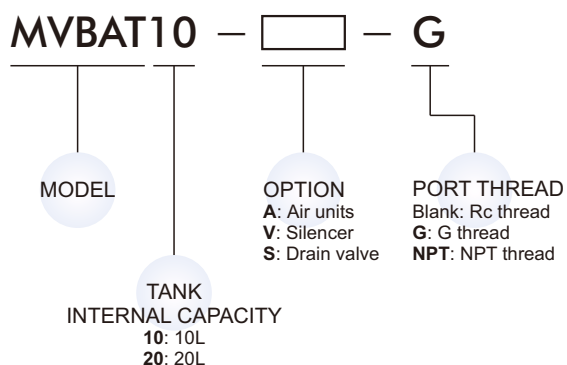 MVBAT10 – – G
MODEL
OPTION
A: Air units
V: Silencer
S: Drain valve
PORT THREAD
Blank: Rc thread
G: G thread
NPT: NPT thread
TANK
INTERNAL CAPACITY
10: 10L
20: 20L